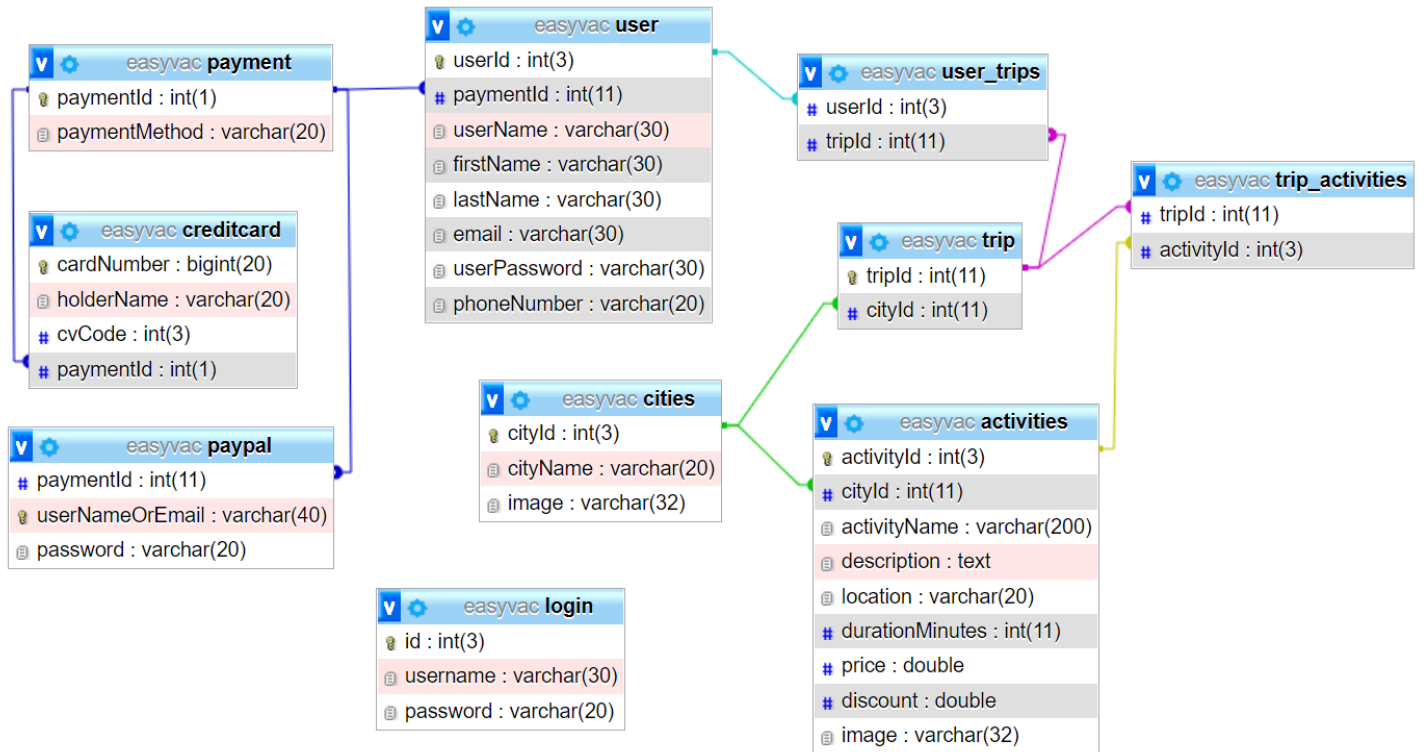 easyvac payment
paymentId : int(1)
paymentMethod : varchar(20)
easyvac creditcard
cardNumber : bigint(20)
holderName : varchar(20)
cvCode : int(3)
paymentId : int(1)
easyvac paypal
paymentId : int(11)
userNameOrEmail : varchar(40)
password : varchar(20)
easyvac user
userId : int(3)
paymentId : int(11)
userName : varchar(30)
firstName : varchar(30)
lastName : varchar(30)
email : varchar(30)
userPassword : varchar(30)
phoneNumber : varchar(20)
easyvac user_trips
userId : int(3)
tripId : int(11)
easyvac trip_activities
tripId : int(11)
activityId : int(3)
easyvac trip
tripId : int(11)
cityId : int(11)
easyvac cities
cityId : int(3)
cityName : varchar(20)
image : varchar(32)
easyvac activities
activityId : int(3)
cityId : int(11)
activityName : varchar(200)
description : text
location : varchar(20)
durationMinutes : int(11)
price : double
discount : double
image : varchar(32)
easyvac login
id : int(3)
username : varchar(30)
password : varchar(20)